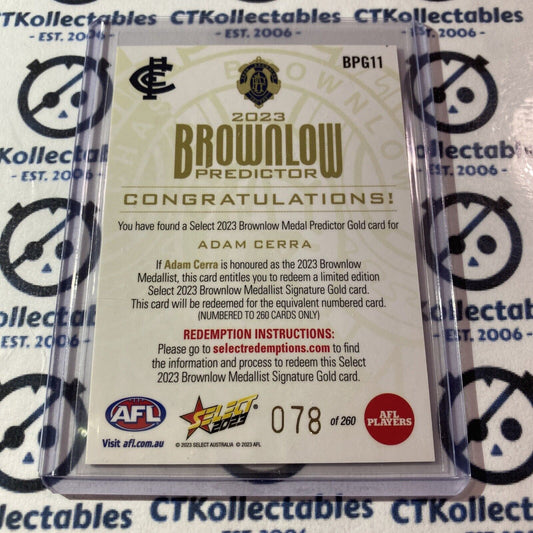 CTKollectables
- EST. 2006 -
BPG11
2023
BROWNLOW
PREDICTOR
CONGRATULATIONS!
You have found a Select 2023 Brownlow Medal Predictor Gold card for
ADAM CERRA
If Adam Cerra is honoured as the 2023 Brownlow
Medallist, this card entitles you to redeem a limited edition
Select 2023 Brownlow Medallist Signature Gold card.
This card will be redeemed for the equivalent numbered card.
(NUMBERED TO 260 CARDS ONLY)
REDEMPTION INSTRUCTIONS:
Please go to selectredemptions.com to find
the information and process to redeem this Select
2023 Brownlow Medallist Signature Gold card.
AFL
Visit afl.com.au
SELECT
2023
© 2023 SELECT AUSTRALIA © 2023 AFL
078 of 260
AFL
PLAYERS
CTKollectables
- EST. 2006 -